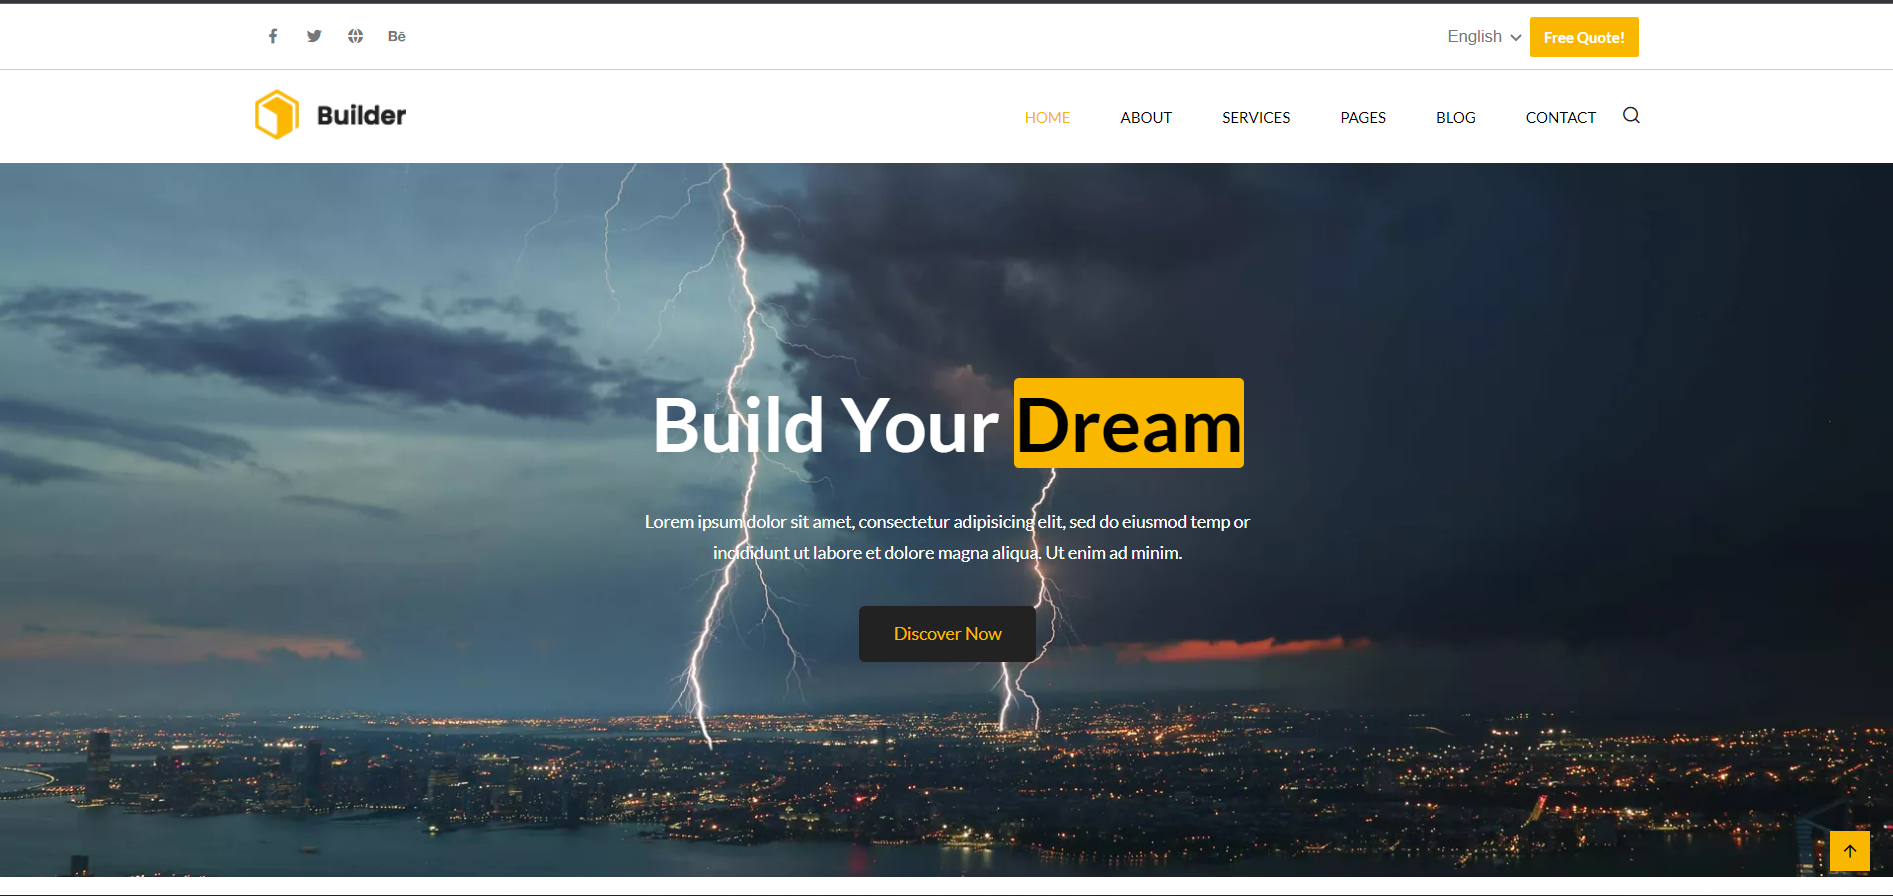 Bē
English
Free Quote!
Builder
HOME
ABOUT
SERVICES
PAGES
BLOG
CONTACT
Build Your Dream
Lorem ipsum dolor sit amet, consectetur adipisicing elit, sed do eiusmod temp or
incididunt ut labore et dolore magna aliqua. Ut enim ad minim.
Discover Now